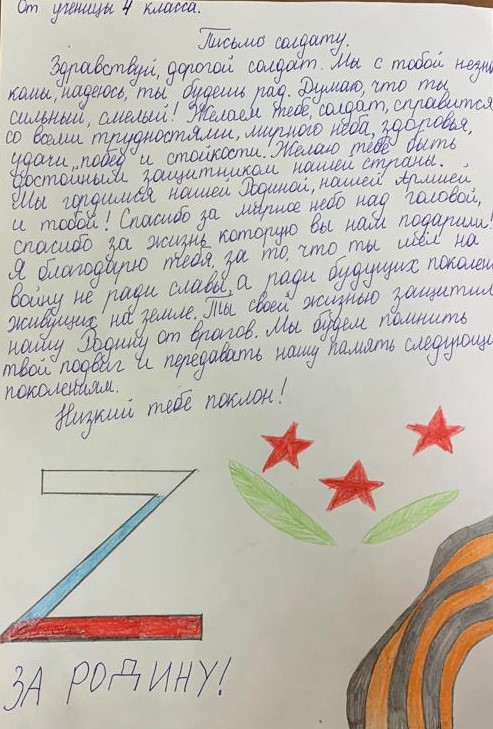 От ученицы 4 класса.
Письмо солдату.
Здравствуй, дорогой солдат. Мы с тобой незна
комы, надеюсь, ты будешь рад. Думаю, что ты
сильный, смелый! Желаем тебе, солдат, справится
со всеми трудностями, мирного неба, здоровья,
удачи, побед и стойкости. Желаю тебе быть
достойным защитником нашей страны.
Мы гордимся нашей Родиной, нашей Армией
и тобой! Спасибо за мирное небо над головой,
спасибо за жизнь которую вы нам подарили!
Я благодарю тебя, за то, что ты шёл на
войну не ради славы, а ради будущих поколен
живущих на земле. Ты своей жизнью защитил
нашу Родину от врагов. Мы будем помнить
твой подвиг и передавать нашу память следующи
поколениям.
Низкий тебе поклон!
Z
ЗА РОДИНУ!